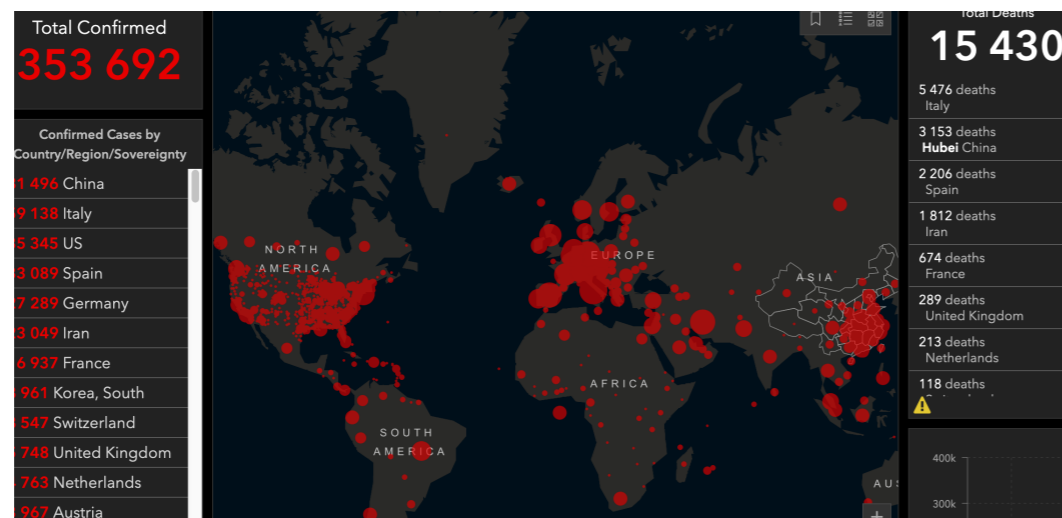 Total Confirmed
353 692
Confirmed Cases by
Country/Region/Sovereignty
1 496 China
9 138 Italy
5 345 US
3 089 Spain
7 289 Germany
3 049 Iran
6 937 France
961 Korea, South
547 Switzerland
748 United Kingdom
763 Netherlands
967 Austria
NORTH
AMERICA
EUROPE
ASIA
AFRICA
SOUTH
AMERICA
AUS
Total Deaths
15 430
5 476 deaths
Italy
3 153 deaths
Hubei China
2 206 deaths
Spain
1 812 deaths
Iran
674 deaths
France
289 deaths
United Kingdom
213 deaths
Netherlands
118 deaths
400k
300k